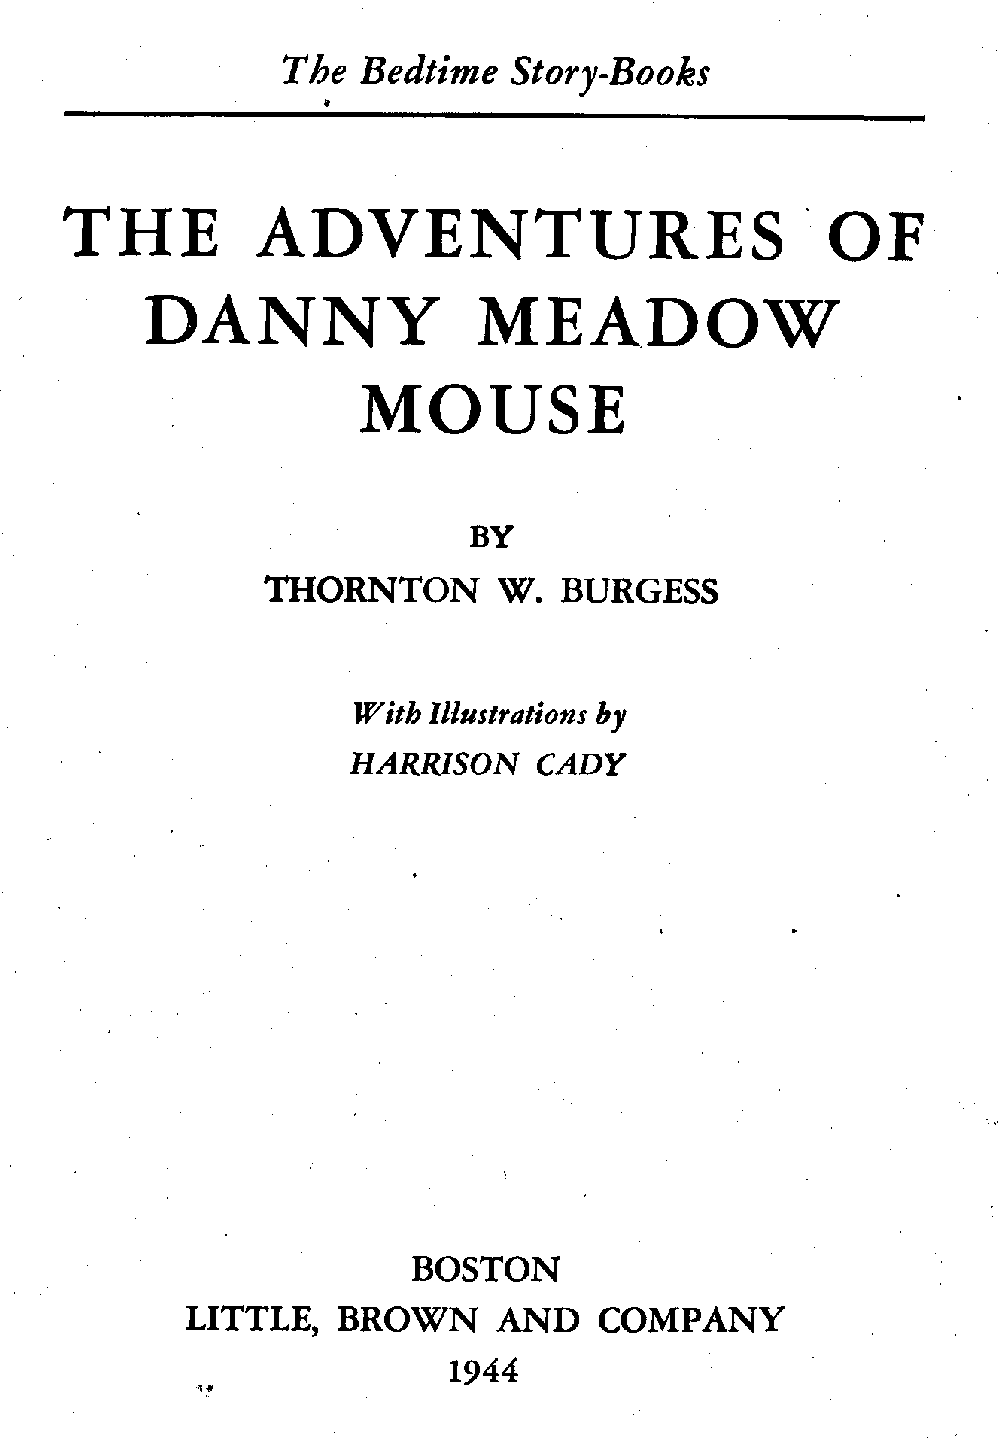 The Bedtime Story-Books
THE ADVENTURES OF
DANNY MEADOW
MOUSE
BY
THORNTON W. BURGESS
With Illustrations by
HARRISON CADY
BOSTON
LITTLE, BROWN AND COMPANY
1944